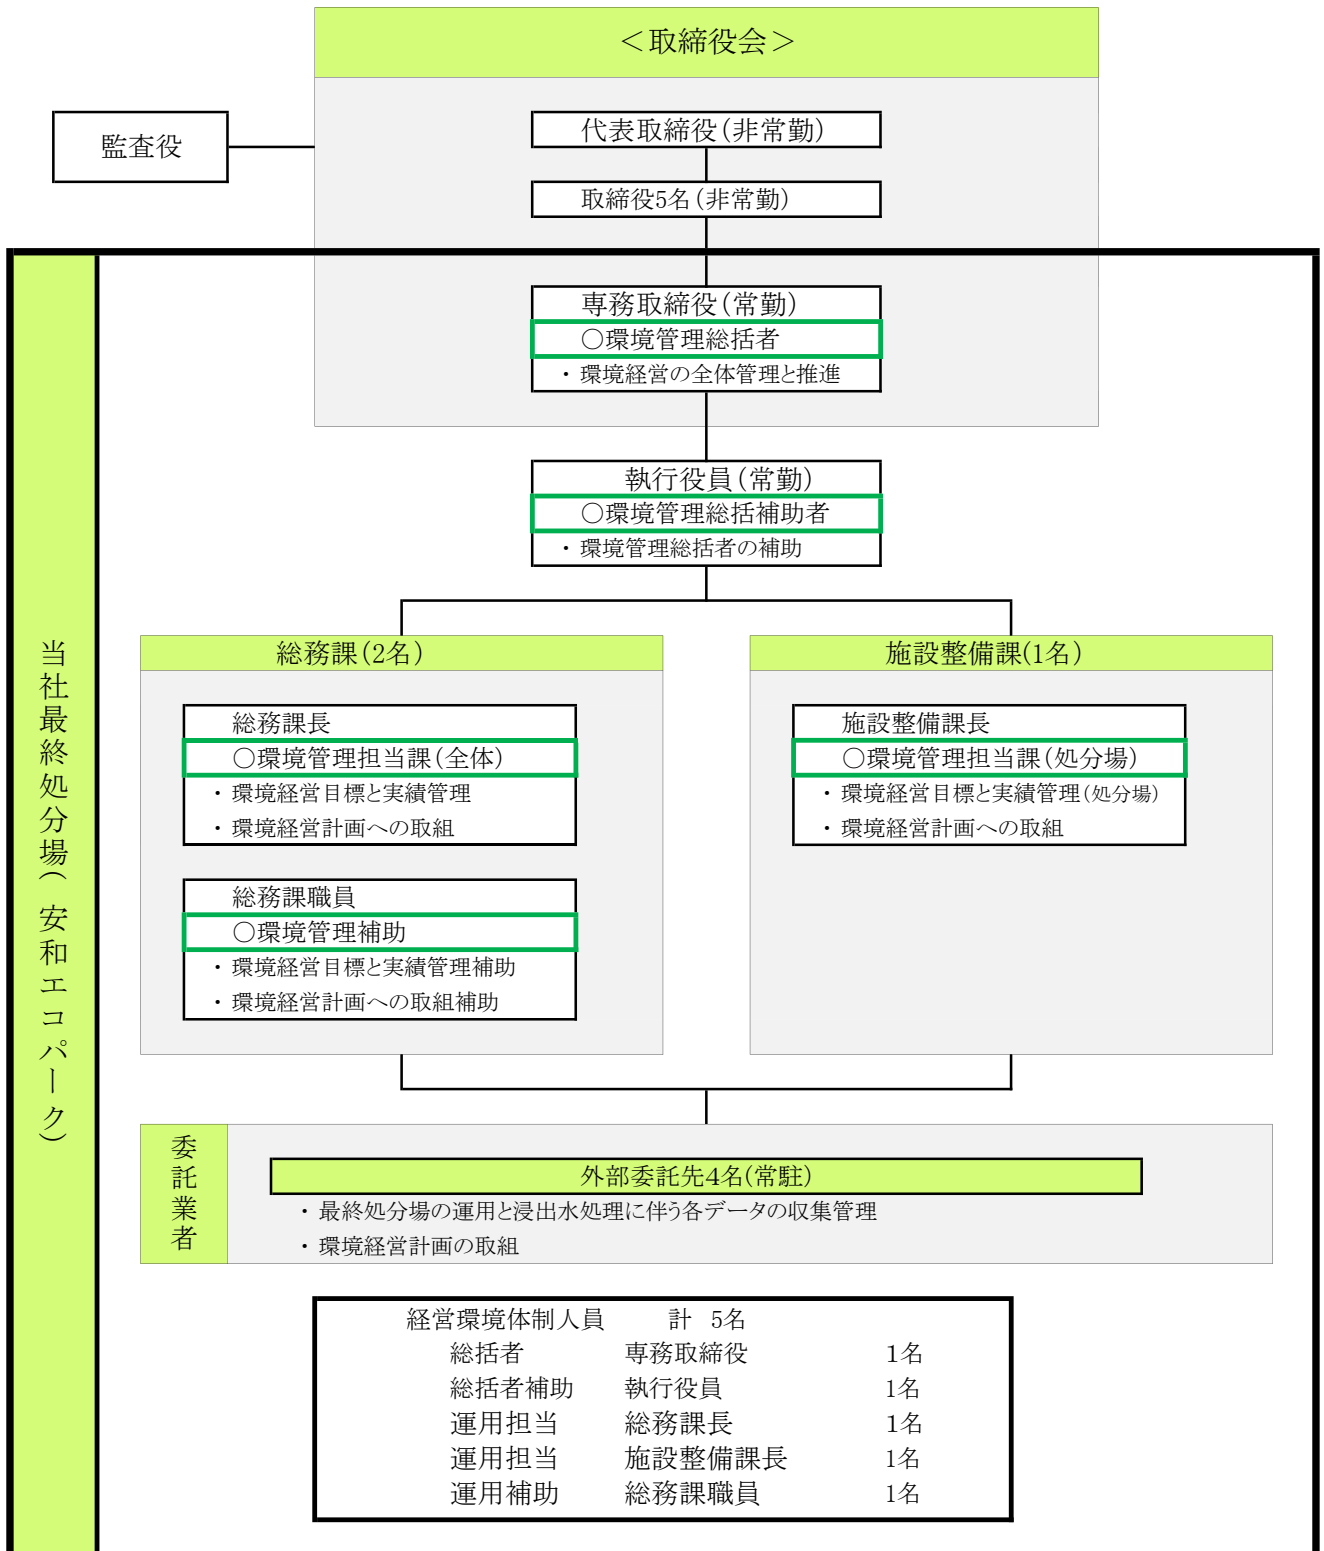 ＜取締役会＞
監査役
代表取締役(非常勤)
取締役5名(非常勤)
専務取締役(常勤)
○環境管理総括者
・環境経営の全体管理と推進
執行役員(常勤)
○環境管理総括補助者
・環境管理総括者の補助
当社最終処分場(安和エコパーク)
総務課(2名)
総務課長
○環境管理担当課(全体)
・環境経営目標と実績管理
・環境経営計画への取組
総務課職員
○環境管理補助
・環境経営目標と実績管理補助
・環境経営計画への取組補助
施設整備課(1名)
施設整備課長
○環境管理担当課(処分場)
・環境経営目標と実績管理(処分場)
・環境経営計画への取組
委託業者
外部委託先4名(常駐)
・最終処分場の運用と浸出水処理に伴う各データの収集管理
・環境経営計画の取組
経営環境体制人員 計 5名
総括者 専務取締役 1名
総括者補助 執行役員 1名
運用担当 総務課長 1名
運用担当 施設整備課長 1名
運用補助 総務課職員 1名